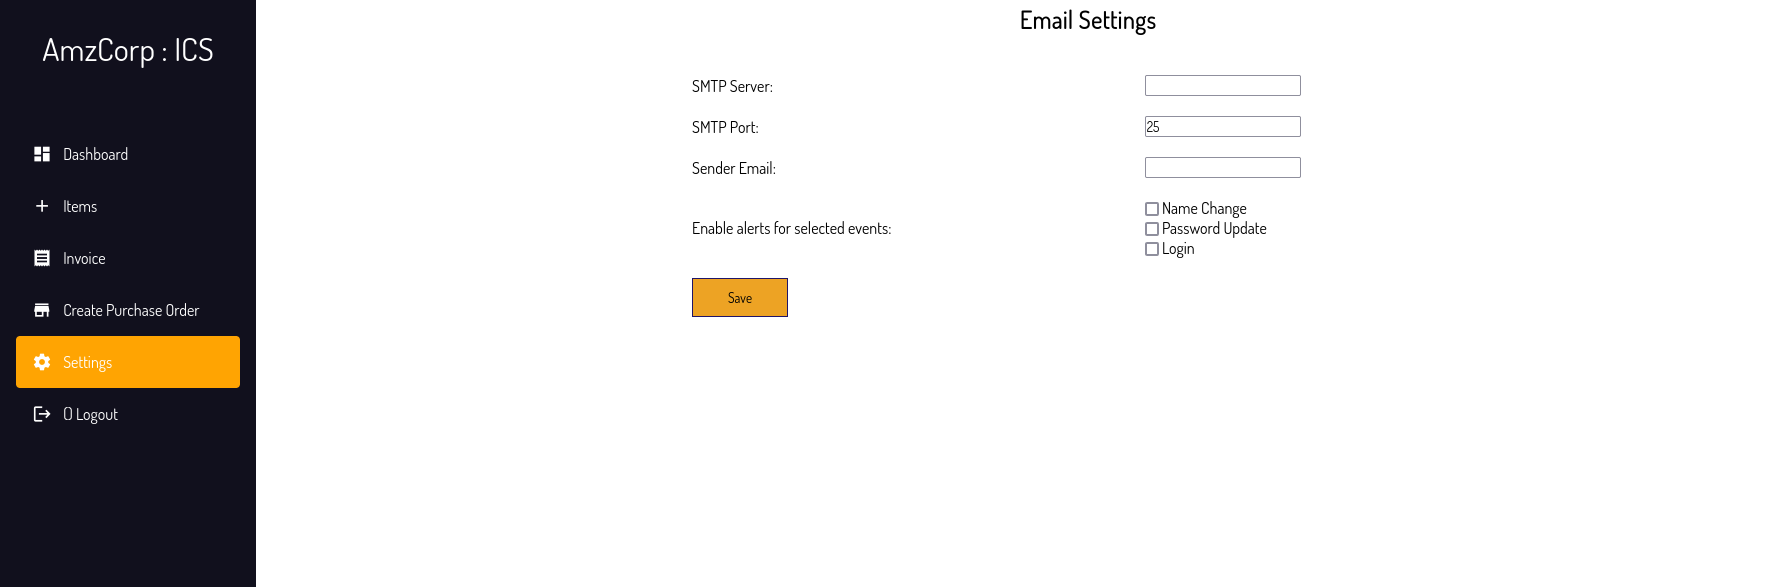 AmzCorp : ICS
Dashboard
Items
Invoice
Create Purchase Order
Settings
() Logout
Email Settings
SMTP Server:
SMTP Port:
25
Sender Email:
Enable alerts for selected events:
Name Change
Password Update
Login
Save